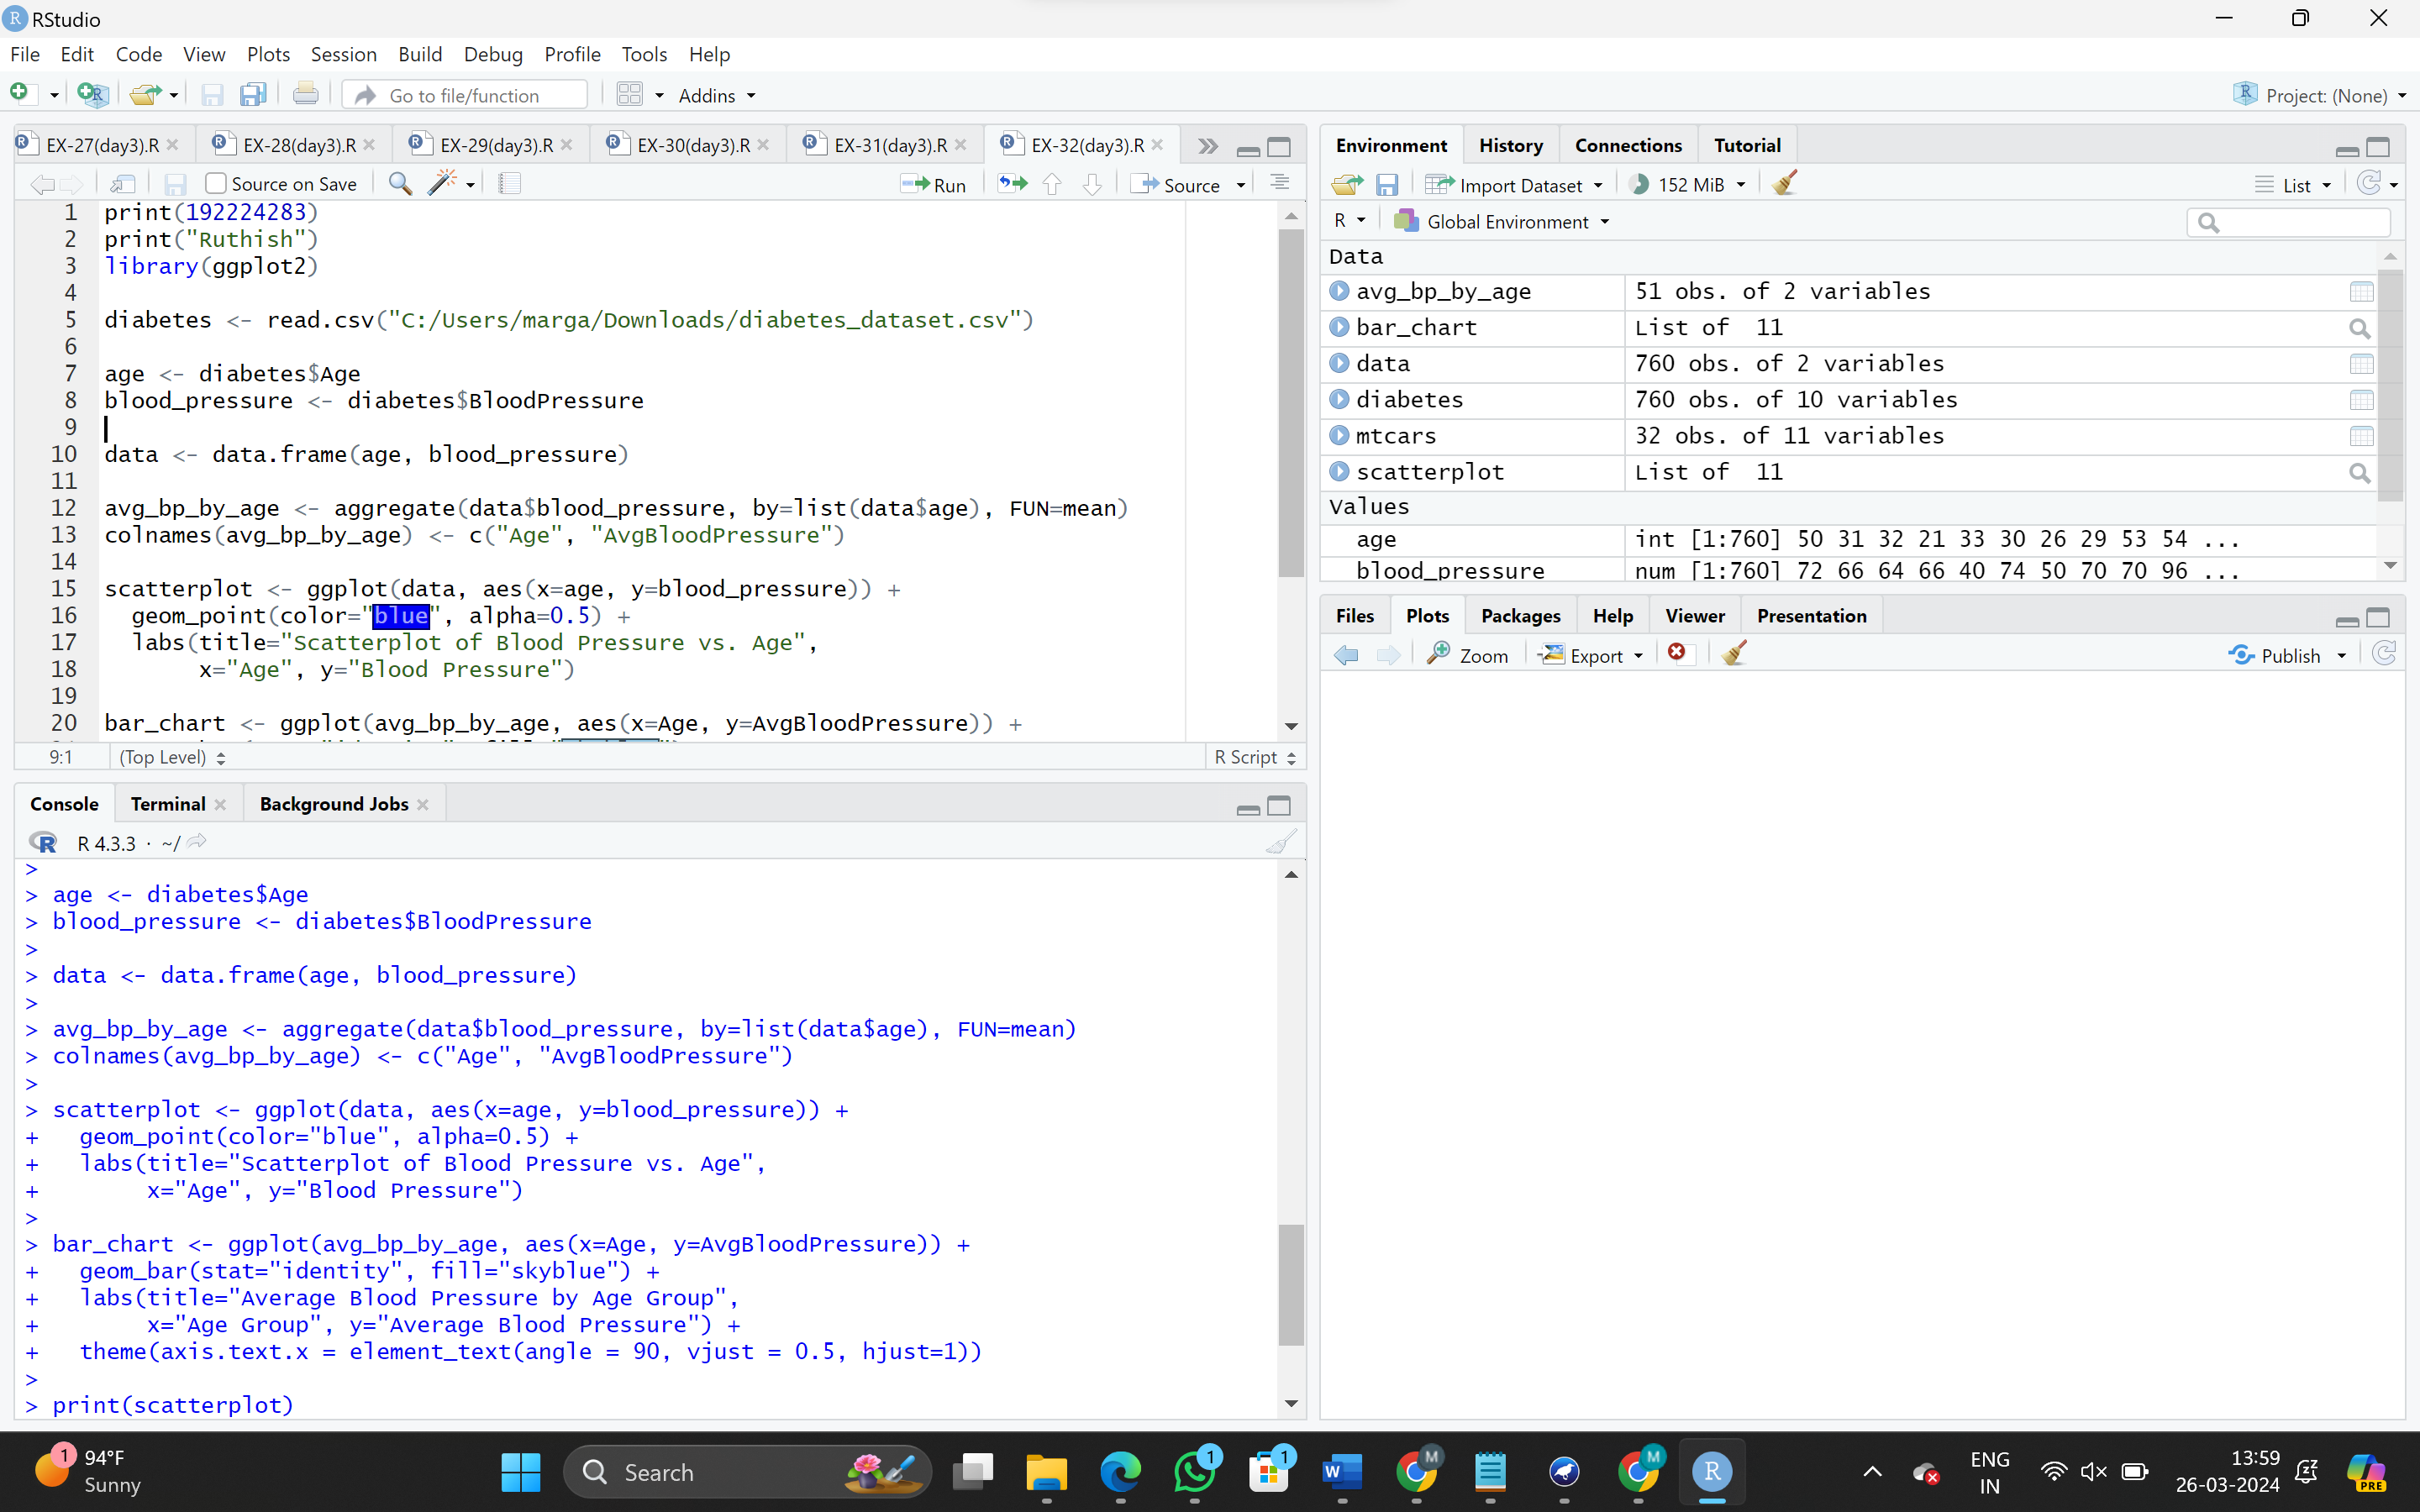 RStudio
File Edit Code View Plots Session Build Debug Profile Tools Help
Go to file/function Addins Project: (None)
EX-27(day3).R EX-28(day3).R EX-29(day3).R EX-30(day3).R EX-31(day3).R EX-32(day3).R
Source on Save Run Source
1 print(192224283)
2 print("Ruthish")
3 library(ggplot2)
4
5 diabetes <- read.csv("C:/Users/marga/Downloads/diabetes_dataset.csv")
6
7 age <- diabetes$Age
8 blood_pressure <- diabetes$BloodPressure
9
10 data <- data.frame(age, blood_pressure)
11
12 avg_bp_by_age <- aggregate(data$blood_pressure, by=list(data$age), FUN=mean)
13 colnames(avg_bp_by_age) <- c("Age", "AvgBloodPressure")
14
15 scatterplot <- ggplot(data, aes(x=age, y=blood_pressure)) +
16 geom_point(color="blue", alpha=0.5) +
17 labs(title="Scatterplot of Blood Pressure vs. Age",
18 x="Age", y="Blood Pressure")
19
20 bar_chart <- ggplot(avg_bp_by_age, aes(x=Age, y=AvgBloodPressure)) +
9:1 (Top Level) R Script
Console Terminal Background Jobs
R 4.3.3 · ~/
>
> age <- diabetes$Age
> blood_pressure <- diabetes$BloodPressure
>
> data <- data.frame(age, blood_pressure)
>
> avg_bp_by_age <- aggregate(data$blood_pressure, by=list(data$age), FUN=mean)
> colnames(avg_bp_by_age) <- c("Age", "AvgBloodPressure")
>
> scatterplot <- ggplot(data, aes(x=age, y=blood_pressure)) +
+ geom_point(color="blue", alpha=0.5) +
+ labs(title="Scatterplot of Blood Pressure vs. Age",
+ x="Age", y="Blood Pressure")
>
> bar_chart <- ggplot(avg_bp_by_age, aes(x=Age, y=AvgBloodPressure)) +
+ geom_bar(stat="identity", fill="skyblue") +
+ labs(title="Average Blood Pressure by Age Group",
+ x="Age Group", y="Average Blood Pressure") +
+ theme(axis.text.x = element_text(angle = 90, vjust = 0.5, hjust=1))
>
> print(scatterplot)
Environment History Connections Tutorial
Import Dataset 152 MiB List
R Global Environment
Data
avg_bp_by_age 51 obs. of 2 variables
bar_chart List of 11
data 760 obs. of 2 variables
diabetes 760 obs. of 10 variables
mtcars 32 obs. of 11 variables
scatterplot List of 11
Values
age int [1:760] 50 31 32 21 33 30 26 29 53 54 ...
blood_pressure num [1:760] 72 66 64 66 40 74 50 70 70 96 ...
Files Plots Packages Help Viewer Presentation
Zoom Export Publish
1 94°F
Sunny
Search
1 1 W M M R
ENG
IN
13:59
26-03-2024
PRE